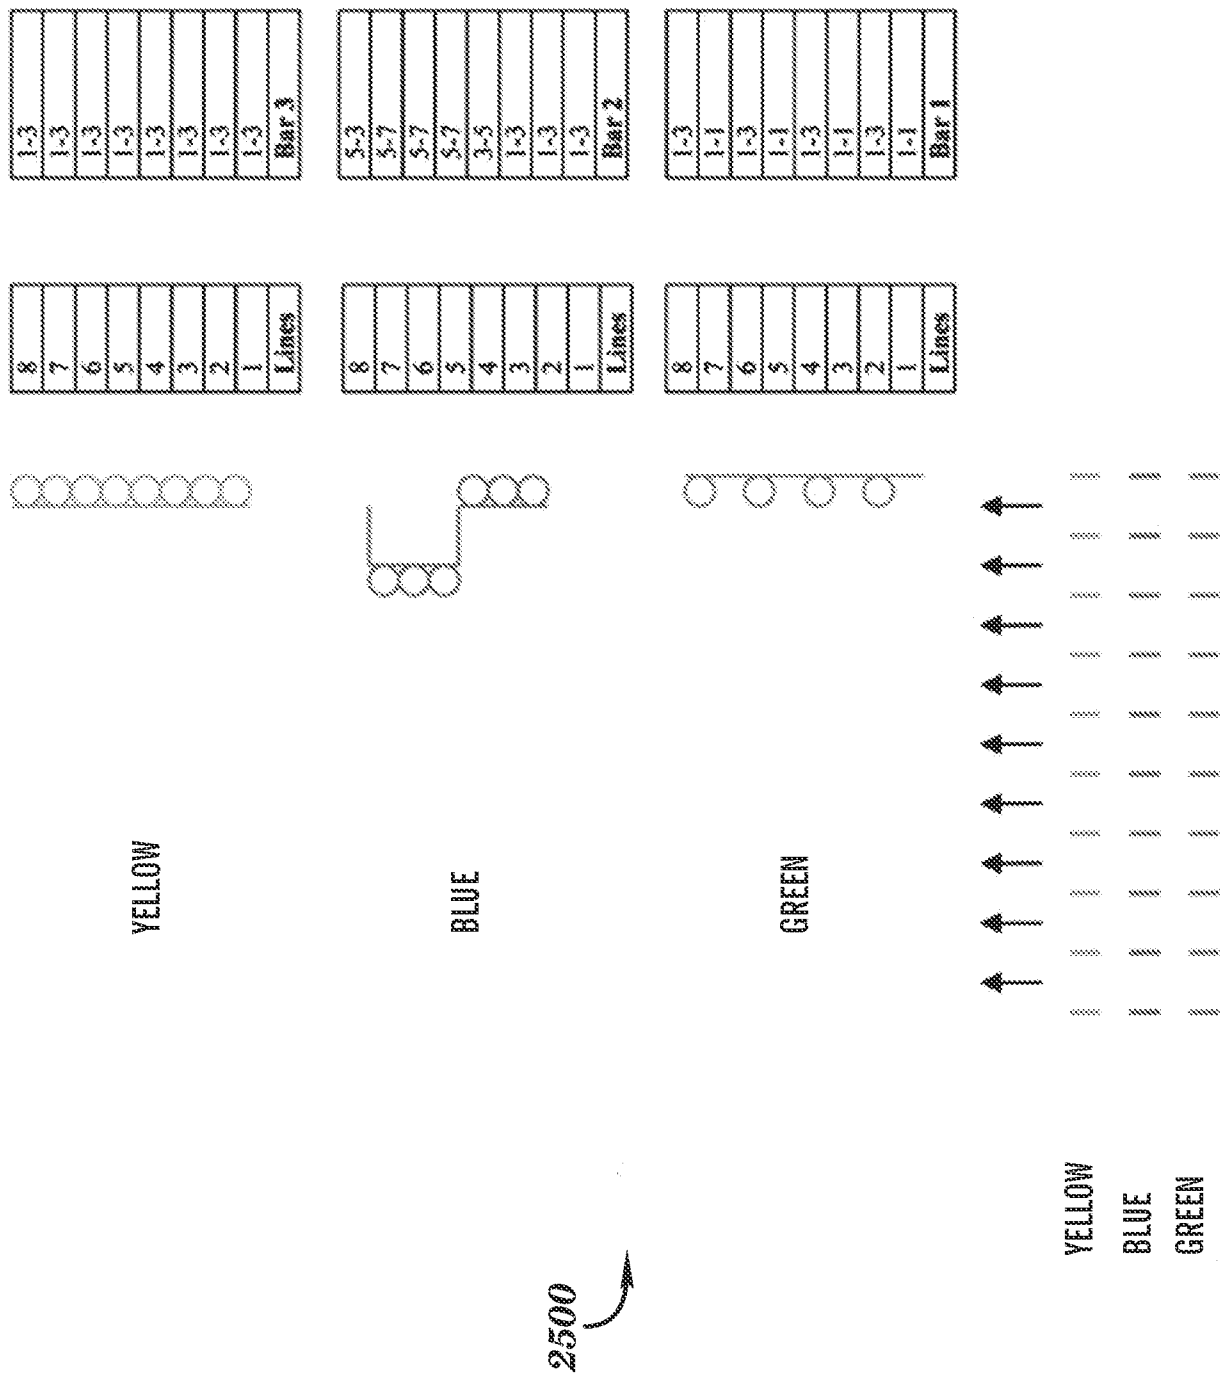 YELLOW
8 1-3
7 1-3
6 1-3
5 1-3
4 1-3
3 1-3
2 1-3
1 1-3
Lines Bar 3
BLUE
8 5-3
7 5-7
6 5-7
5 5-7
4 3-5
3 1-3
2 1-3
1 1-3
Lines Bar 2
2500
GREEN
8 1-3
7 1-1
6 1-3
5 1-1
4 1-3
3 1-1
2 1-3
1 1-1
Lines Bar 1
YELLOW
BLUE
GREEN